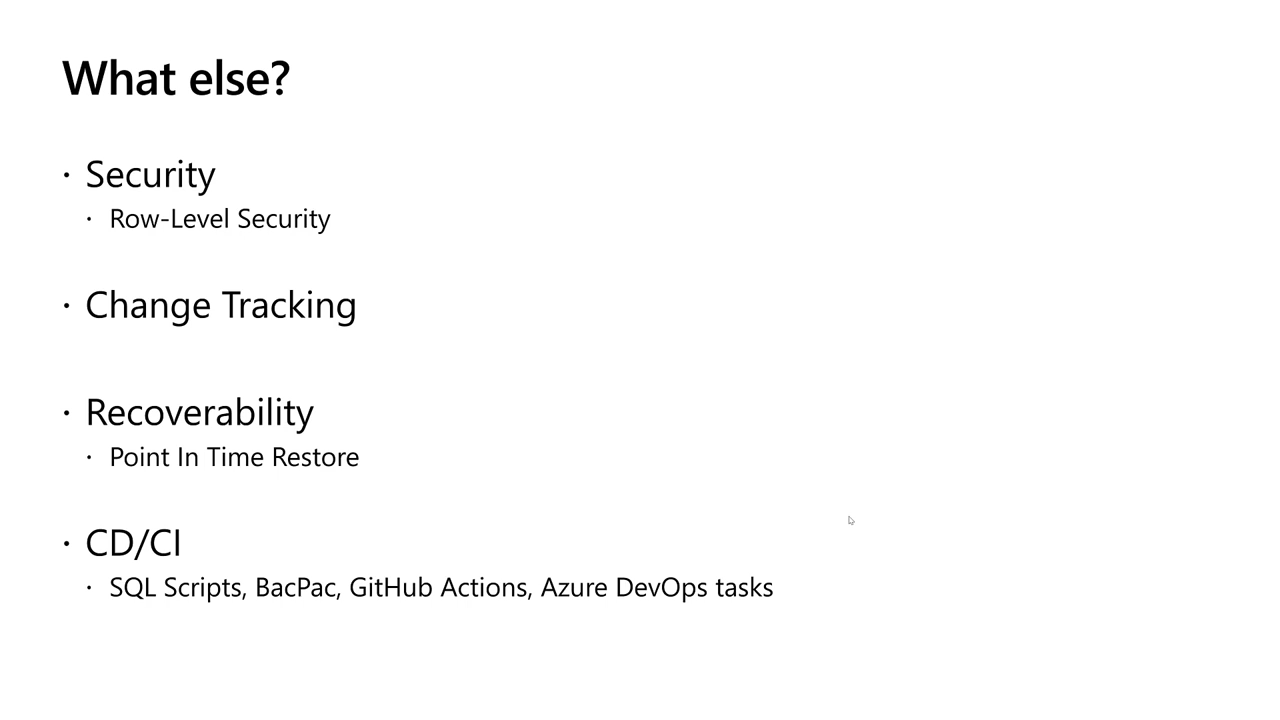 What else?
· Security
· Row-Level Security
· Change Tracking
· Recoverability
· Point In Time Restore
· CD/CI
· SQL Scripts, BacPac, GitHub Actions, Azure DevOps tasks